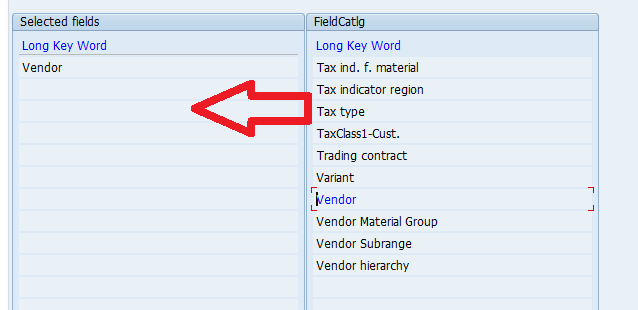 Selected fields
Long Key Word
Vendor
FieldCatlg
Long Key Word
Tax ind. f. material
Tax indicator region
Tax type
TaxClass1-Cust.
Trading contract
Variant
Vendor
Vendor Material Group
Vendor Subrange
Vendor hierarchy